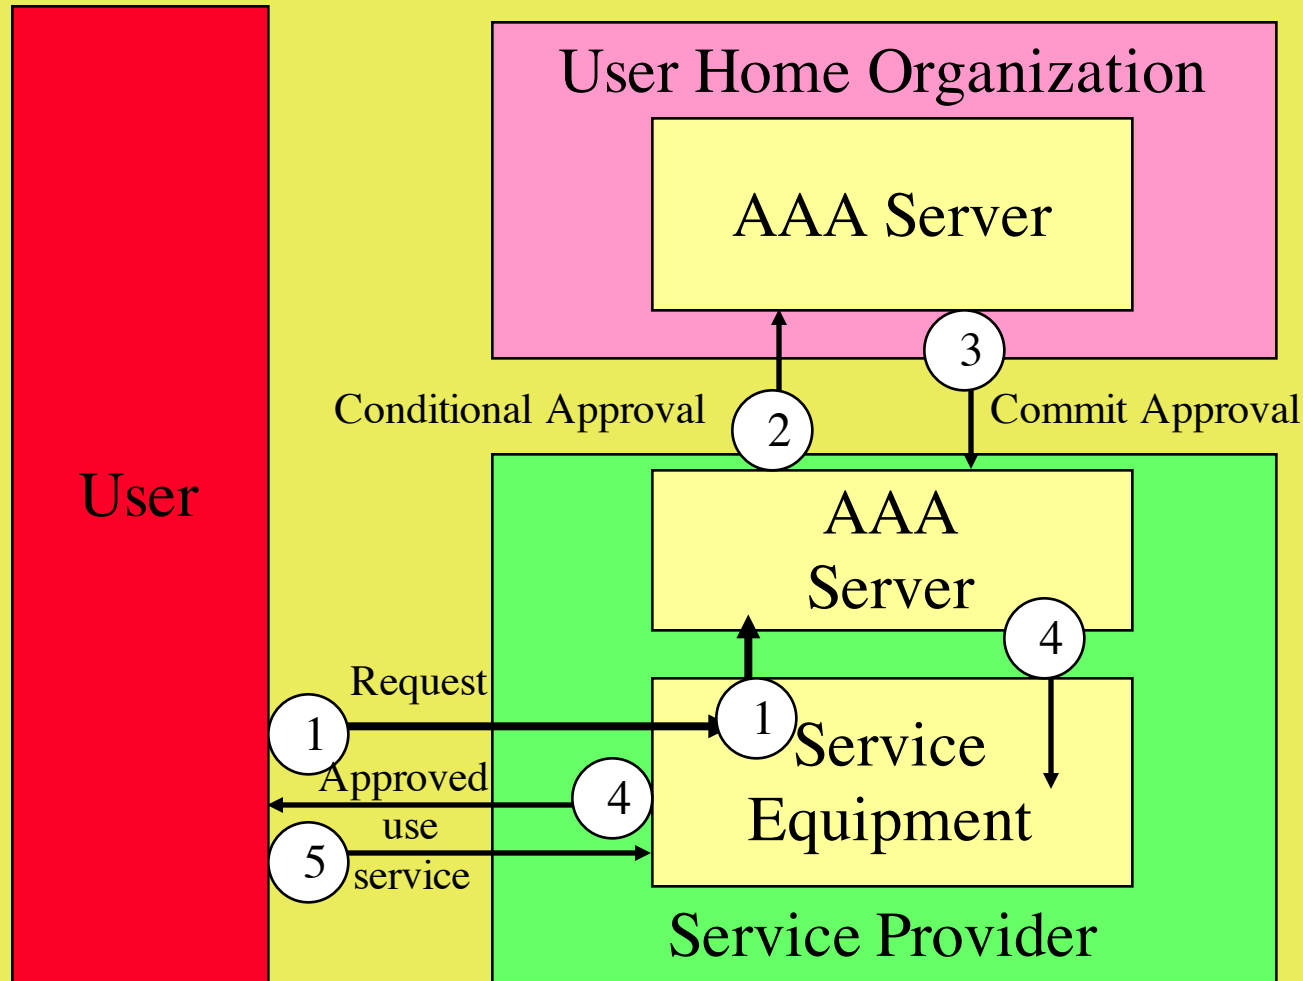 User Home Organization
AAA Server
3
Conditional Approval
2
Commit Approval
User
AAA
Server
4
Request
1
1
Service
Equipment
Approved
4
use
5
service
Service Provider